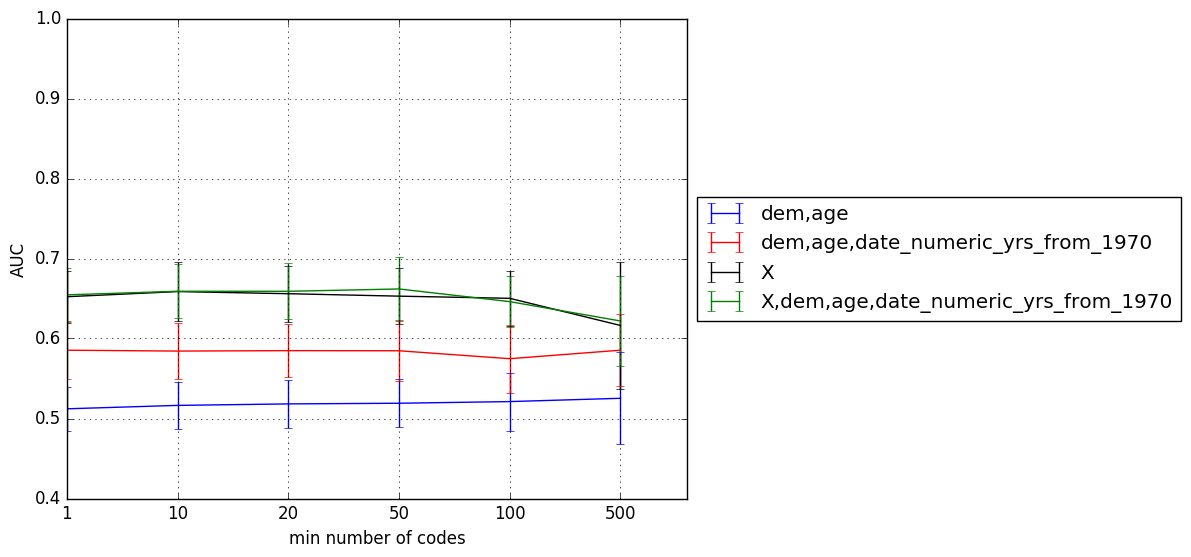 1.0
0.9
0.8
0.7
0.6
0.5
0.4
AUC
1 10 20 50 100 500
min number of codes
dem,age
dem,age,date_numeric_yrs_from_1970
X
X,dem,age,date_numeric_yrs_from_1970